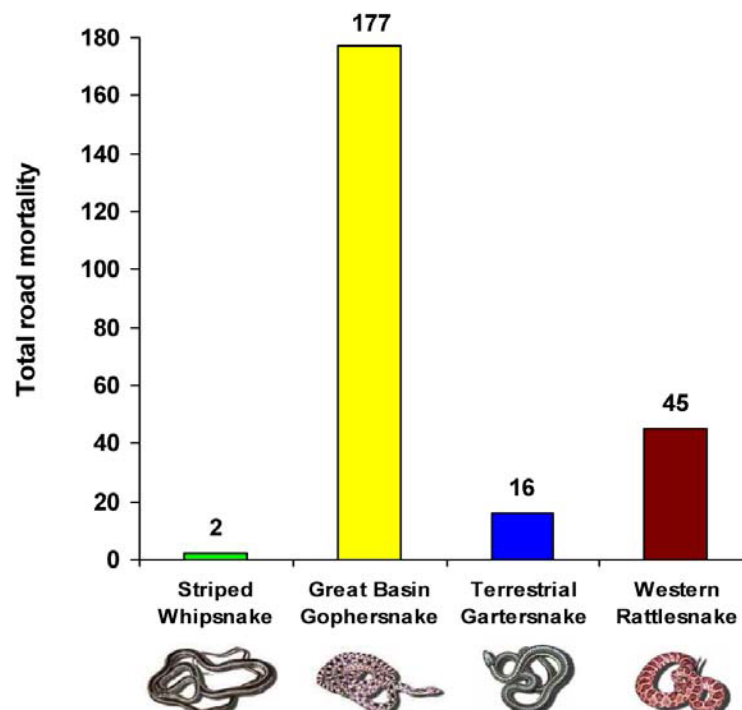 Total road mortality
180
160
140
120
100
80
60
40
20
0
2
177
16
45
Striped
Whipsnake
Great Basin
Gophersnake
Terrestrial
Gartersnake
Western
Rattlesnake